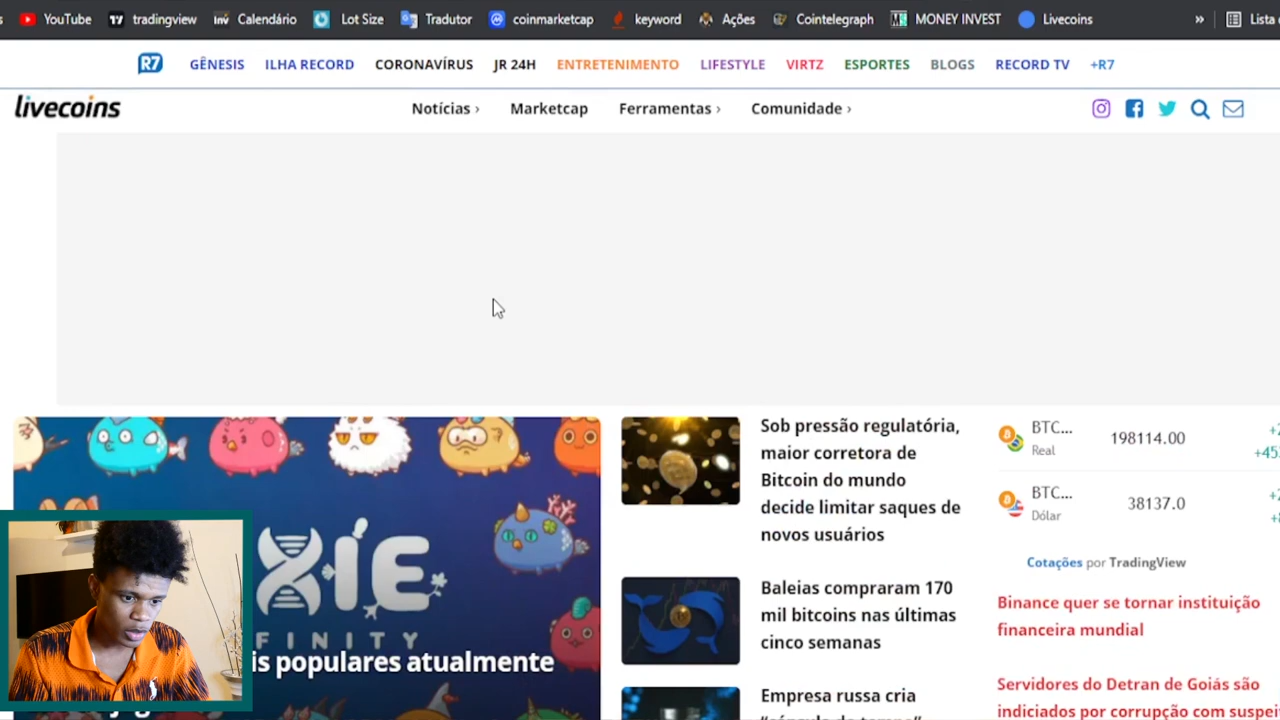 YouTube tradingview Calendário Lot Size Tradutor coinmarketcap keyword Ações Cointelegraph MONEY INVEST Livecoins » Lista
R7 GÊNESIS ILHA RECORD CORONAVÍRUS JR 24H ENTRETENIMENTO LIFESTYLE VIRTZ ESPORTES BLOGS RECORD TV +R7
livecoins Notícias › Marketcap Ferramentas › Comunidade ›
XIE
FINITY
is populares atualmente
Sob pressão regulatória,
maior corretora de
Bitcoin do mundo
decide limitar saques de
novos usuários
Baleias compraram 170
mil bitcoins nas últimas
cinco semanas
Empresa russa cria
BTC... 198114.00
Real
BTC... 38137.0
Dólar
Cotações por TradingView
Binance quer se tornar instituição
financeira mundial
Servidores do Detran de Goiás são
indiciados por corrupção com